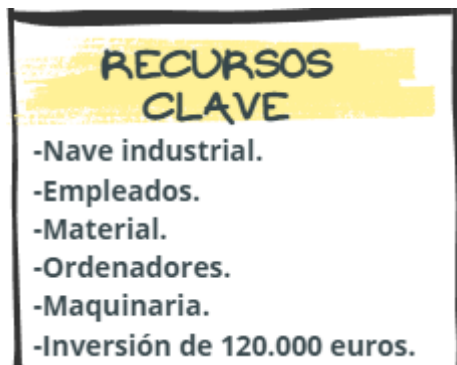 RECURSOS
CLAVE
-Nave industrial.
-Empleados.
-Material.
-Ordenadores.
-Maquinaria.
-Inversión de 120.000 euros.